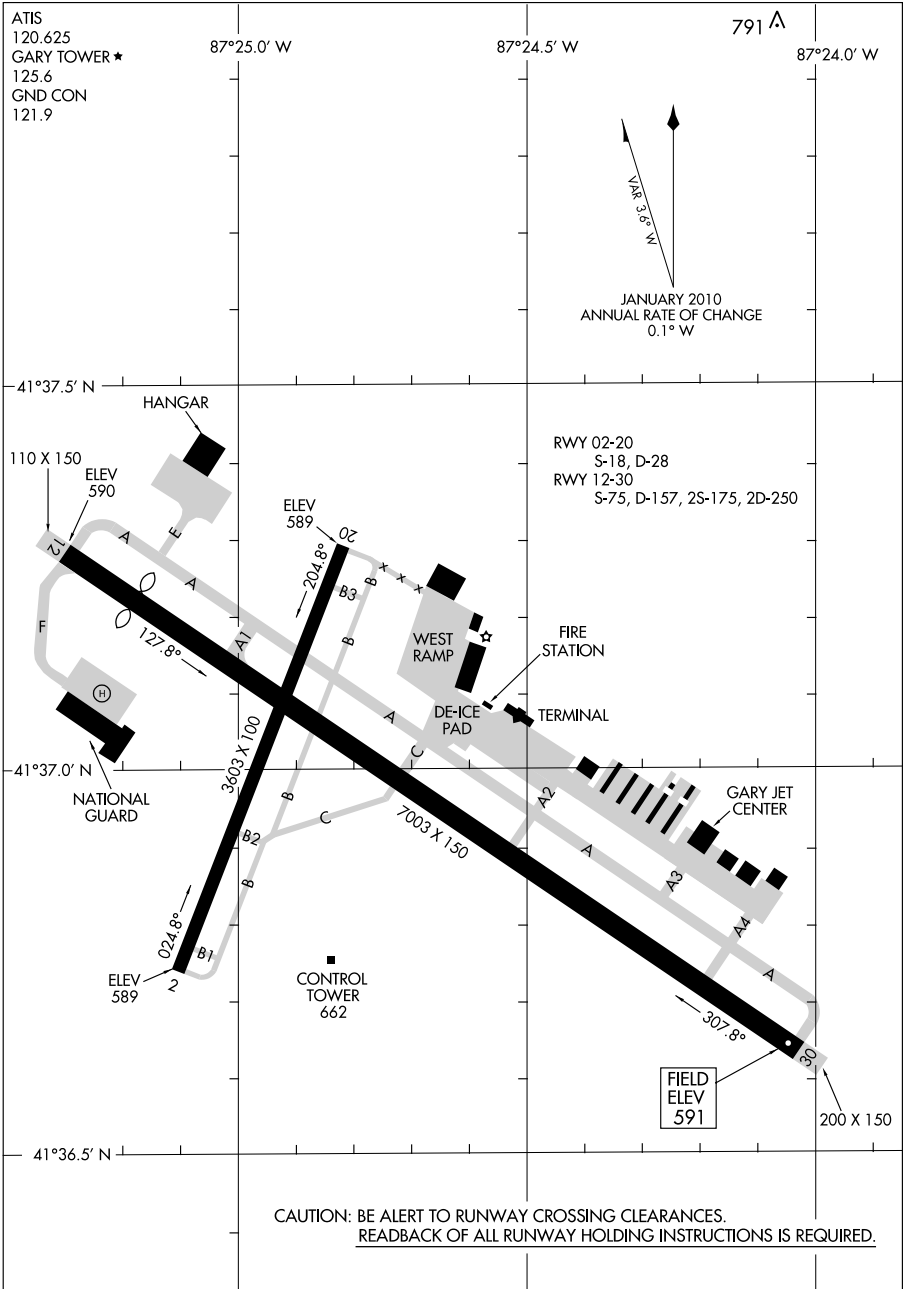 ATIS
120.625
GARY TOWER ★
125.6
GND CON
121.9
87°25.0' W
87°24.5' W
791
87°24.0' W
VAR 3.6° W
JANUARY 2010
ANNUAL RATE OF CHANGE
0.1° W
41°37.5' N
HANGAR
110 X 150
ELEV
590
ELEV
589
RWY 02-20
S-18, D-28
RWY 12-30
S-75, D-157, 2S-175, 2D-250
12
A
E
A
20
204.8°
B
x x x
B3
B
F
127.8°
A1
WEST
RAMP
FIRE
STATION
H
A
DE-ICE
PAD
TERMINAL
C
41°37.0' N
NATIONAL
GUARD
3603 X 100
B
C
7003 X 150
A2
GARY JET
CENTER
B2
A
B
A3
A4
024.8°
B1
A
ELEV
589
2
CONTROL
TOWER
662
307.8°
30
FIELD
ELEV
591
200 X 150
41°36.5' N
CAUTION: BE ALERT TO RUNWAY CROSSING CLEARANCES.
READBACK OF ALL RUNWAY HOLDING INSTRUCTIONS IS REQUIRED.